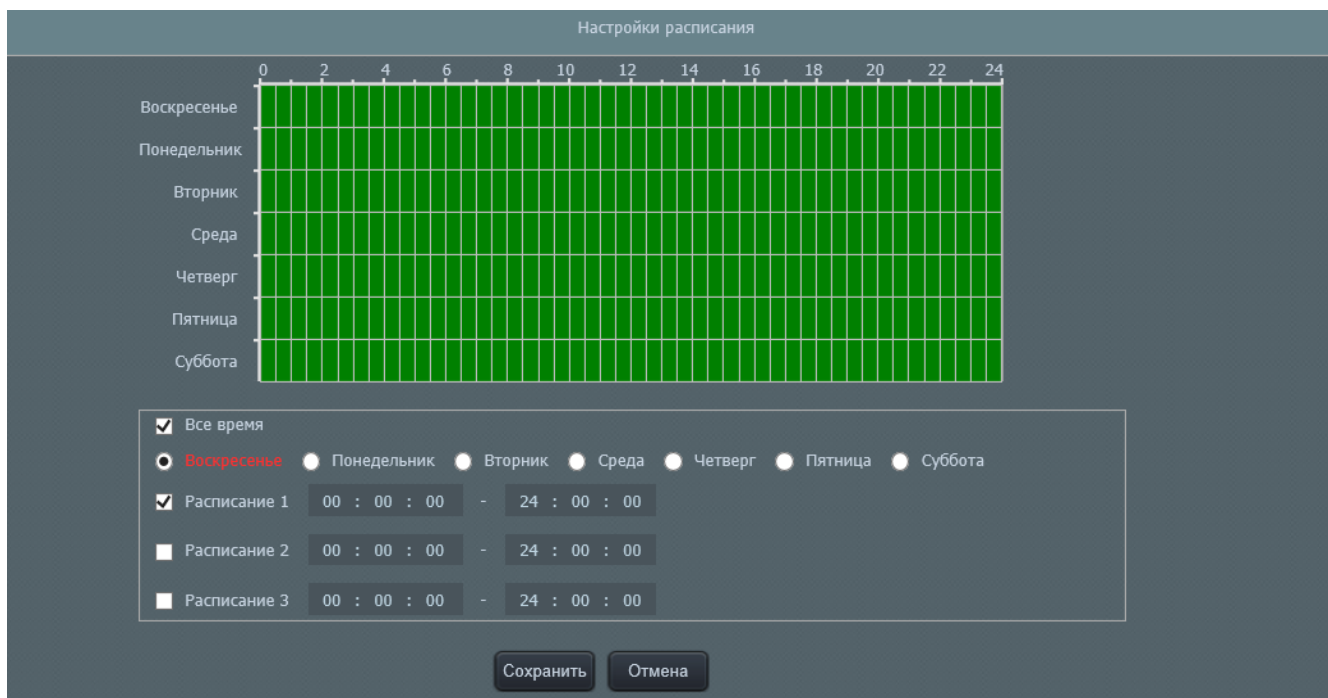 Настройки расписания
0 2 4 6 8 10 12 14 16 18 20 22 24
Воскресенье
Понедельник
Вторник
Среда
Четверг
Пятница
Суббота
Все время
Воскресенье Понедельник Вторник Среда Четверг Пятница Суббота
Расписание 1 00 : 00 : 00 - 24 : 00 : 00
Расписание 2 00 : 00 : 00 - 24 : 00 : 00
Расписание 3 00 : 00 : 00 - 24 : 00 : 00
Сохранить Отмена